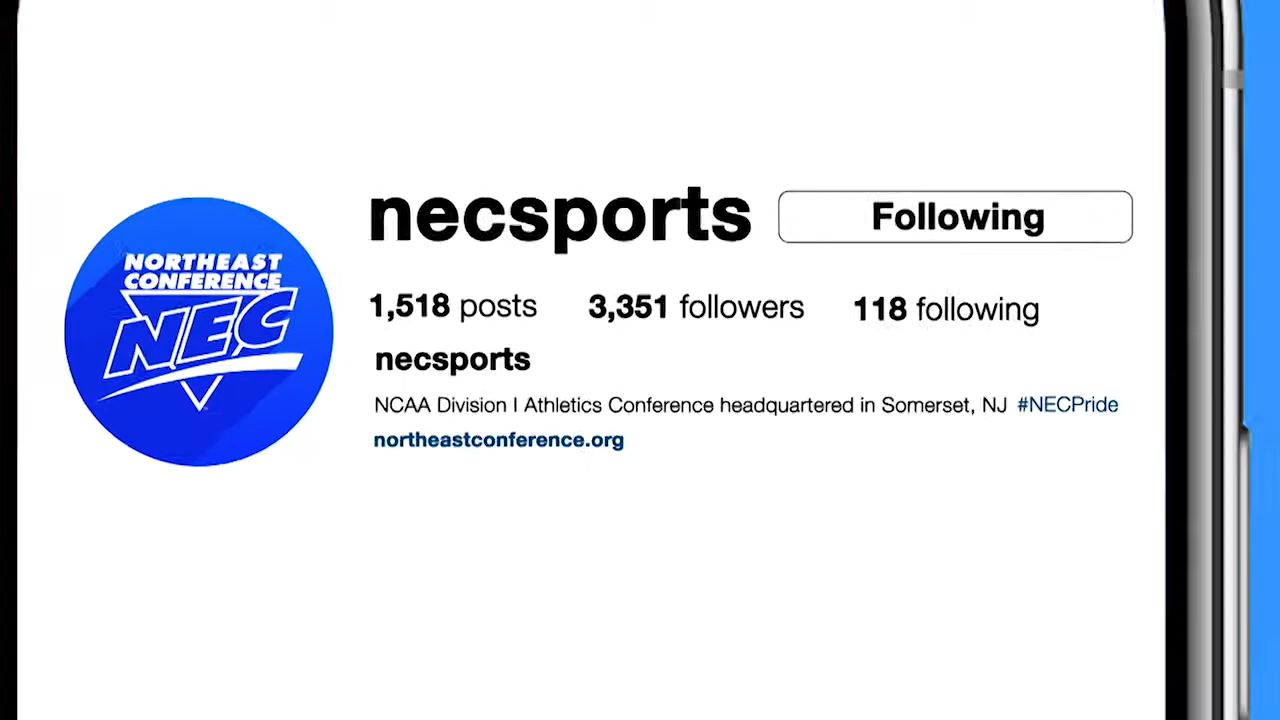 necsports Following
NORTHEAST
CONFERENCE
NEC
1,518 posts 3,351 followers 118 following
necsports
NCAA Division I Athletics Conference headquartered in Somerset, NJ #NECPride
northeastconference.org